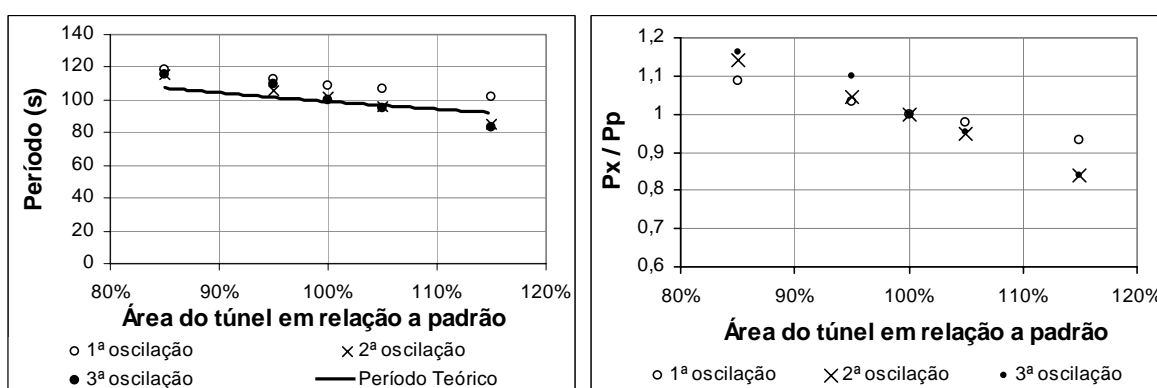 Período (s)
140
120
100
80
60
40
20
0
80%
90%
100%
110%
120%
Área do túnel em relação a padrão
1ª oscilação
2ª oscilação
3ª oscilação
Período Teórico
Px / Pp
1,2
1,1
1
0,9
0,8
0,7
0,6
80%
90%
100%
110%
120%
Área do túnel em relação a padrão
1ª oscilação
2ª oscilação
3ª oscilação